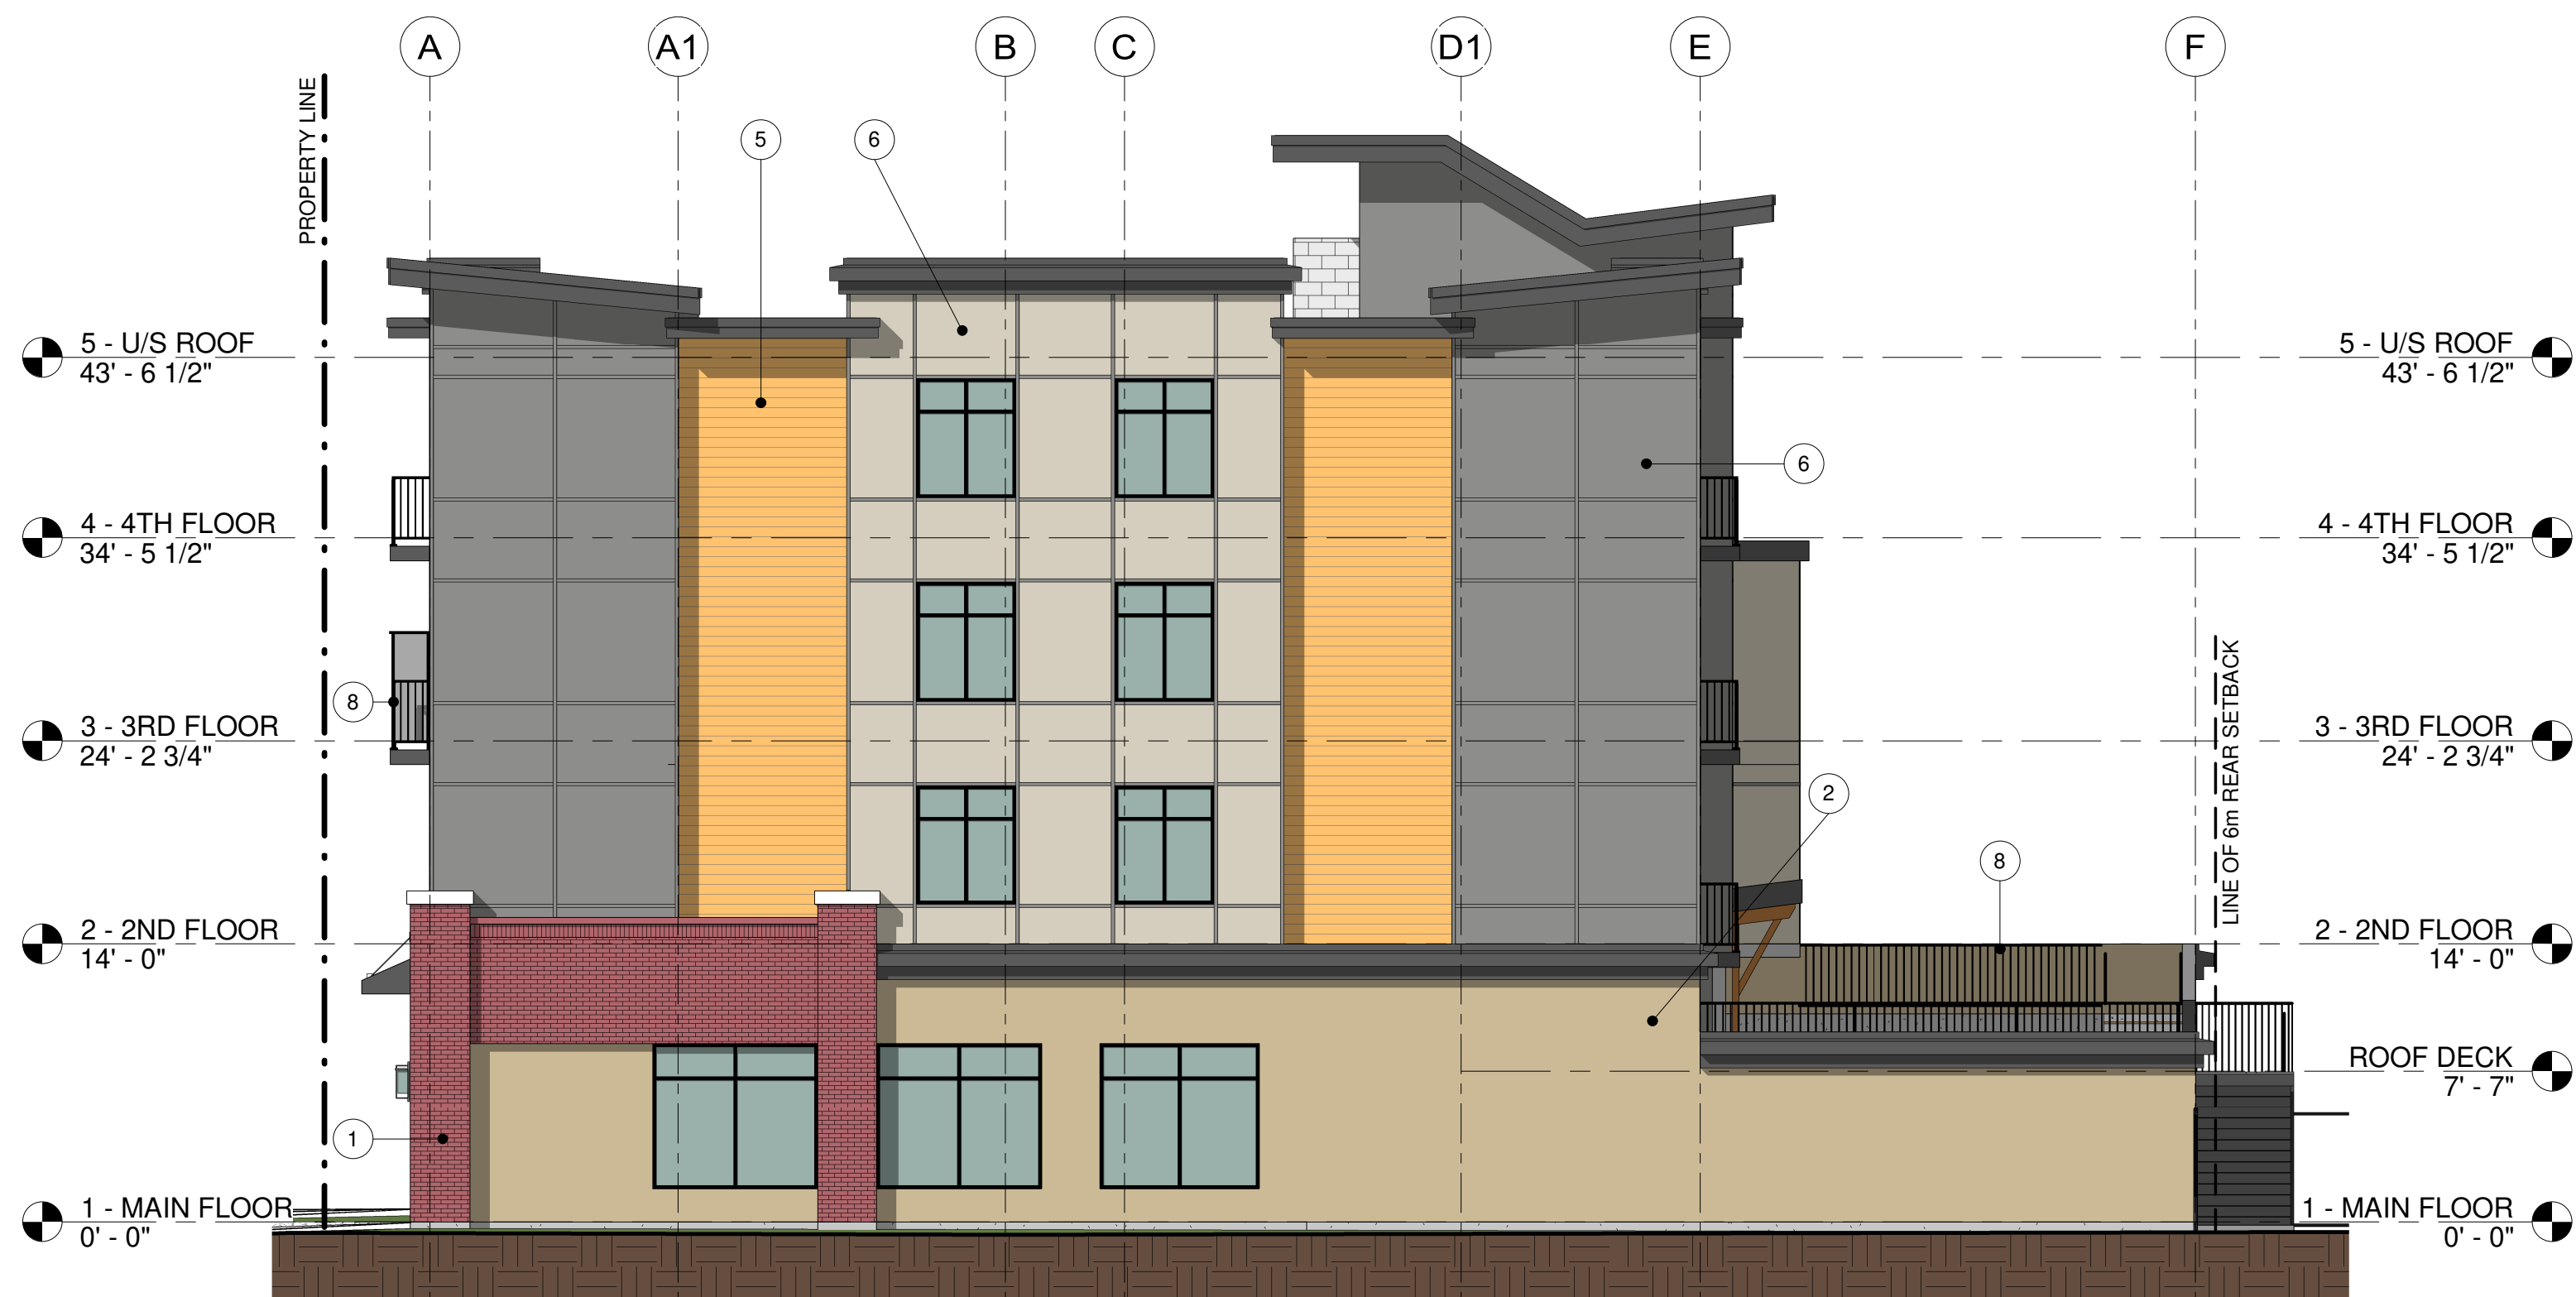 A
A1
B
C
D1
E
F
PROPERTY LINE
5
6
5 - U/S ROOF
43' - 6 1/2"
5 - U/S ROOF
43' - 6 1/2"
6
4 - 4TH FLOOR
34' - 5 1/2"
4 - 4TH FLOOR
34' - 5 1/2"
8
3 - 3RD FLOOR
24' - 2 3/4"
3 - 3RD FLOOR
24' - 2 3/4"
LINE OF 6m REAR SETBACK
2
8
2 - 2ND FLOOR
14' - 0"
2 - 2ND FLOOR
14' - 0"
ROOF DECK
7' - 7"
1
1 - MAIN FLOOR
0' - 0"
1 - MAIN FLOOR
0' - 0"